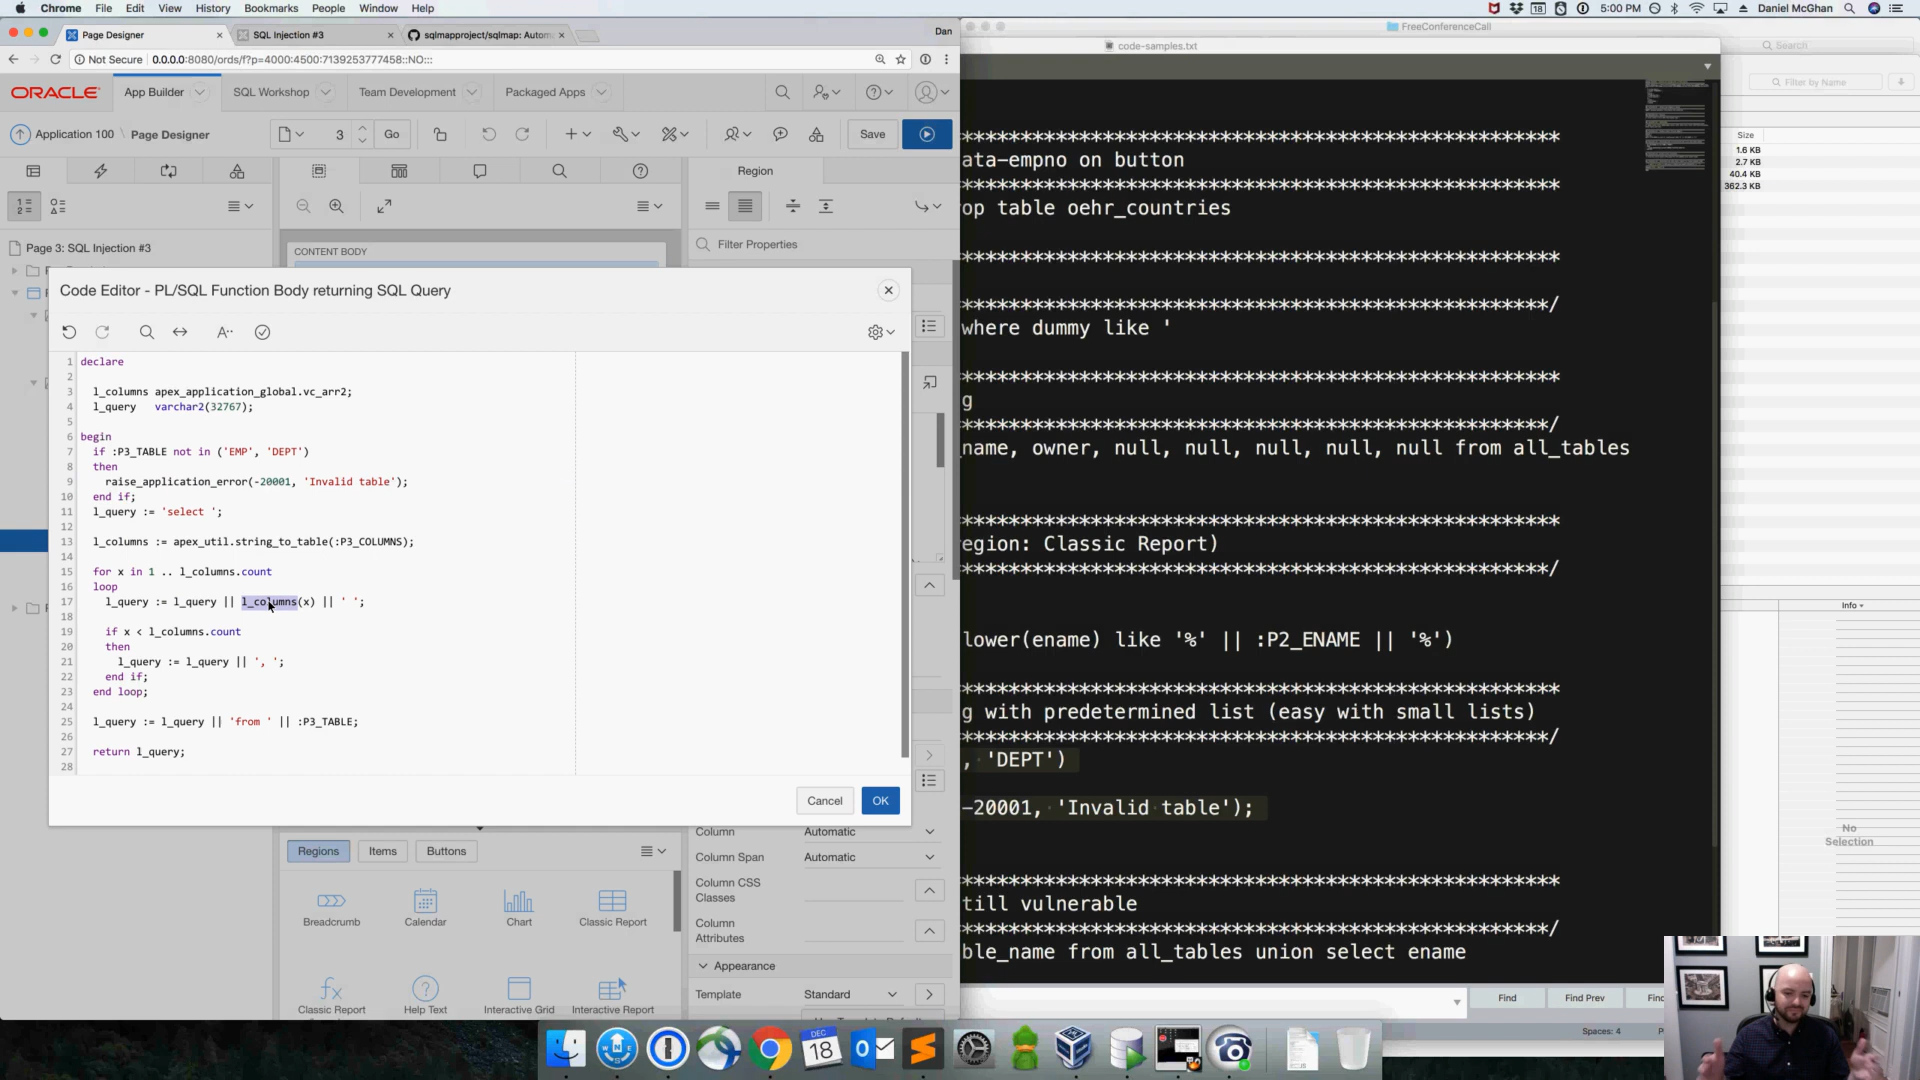 Chrome File Edit View History Bookmarks People Window Help
18
5:00 PM
Daniel McGhan
Page Designer
SQL Injection #3
sqlmapproject/sqlmap: Autom
Dan
Not Secure 0.0.0.0:8080/ords/f?p=4000:4500:7139253777458::NO:::
FreeConferenceCall
code-samples.txt
Search
Filter by Name
ORACLE
App Builder
SQL Workshop
Team Development
Packaged Apps
Application 100 \ Page Designer
3
Go
Save
Region
Page 3: SQL Injection #3
CONTENT BODY
Filter Properties
Code Editor - PL/SQL Function Body returning SQL Query
1 declare
2
3 l_columns apex_application_global.vc_arr2;
4 l_query varchar2(32767);
5
6 begin
7 if :P3_TABLE not in ('EMP', 'DEPT')
8 then
9 raise_application_error(-20001, 'Invalid table');
10 end if;
11 l_query := 'select ';
12
13 l_columns := apex_util.string_to_table(:P3_COLUMNS);
14
15 for x in 1 .. l_columns.count
16 loop
17 l_query := l_query || l_columns(x) || ' ';
18
19 if x < l_columns.count
20 then
21 l_query := l_query || ', ';
22 end if;
23 end loop;
24
25 l_query := l_query || 'from ' || :P3_TABLE;
26
27 return l_query;
28
Cancel
OK
Column
Automatic
Column Span
Automatic
Column CSS
Classes
Column
Attributes
Appearance
Template
Standard
Regions
Items
Buttons
Breadcrumb
Calendar
Chart
Classic Report
Classic Report
Help Text
Interactive Grid
Interactive Report
**************************************************
ata-empno on button
**************************************************
op table oehr_countries
**************************************************
*************************************************/
where dummy like '
**************************************************
g
*************************************************/
_name, owner, null, null, null, null, null from all_tables
**************************************************
egion: Classic Report)
*************************************************/
lower(ename) like '%' || :P2_ENAME || '%')
**************************************************
g with predetermined list (easy with small lists)
*************************************************/
, 'DEPT')
-20001, 'Invalid table');
**************************************************
till vulnerable
*************************************************/
ble_name from all_tables union select ename
Find
Find Prev
Spaces: 4
Size
1.6 KB
2.7 KB
40.4 KB
362.3 KB
Info
No
Selection
DEC
18